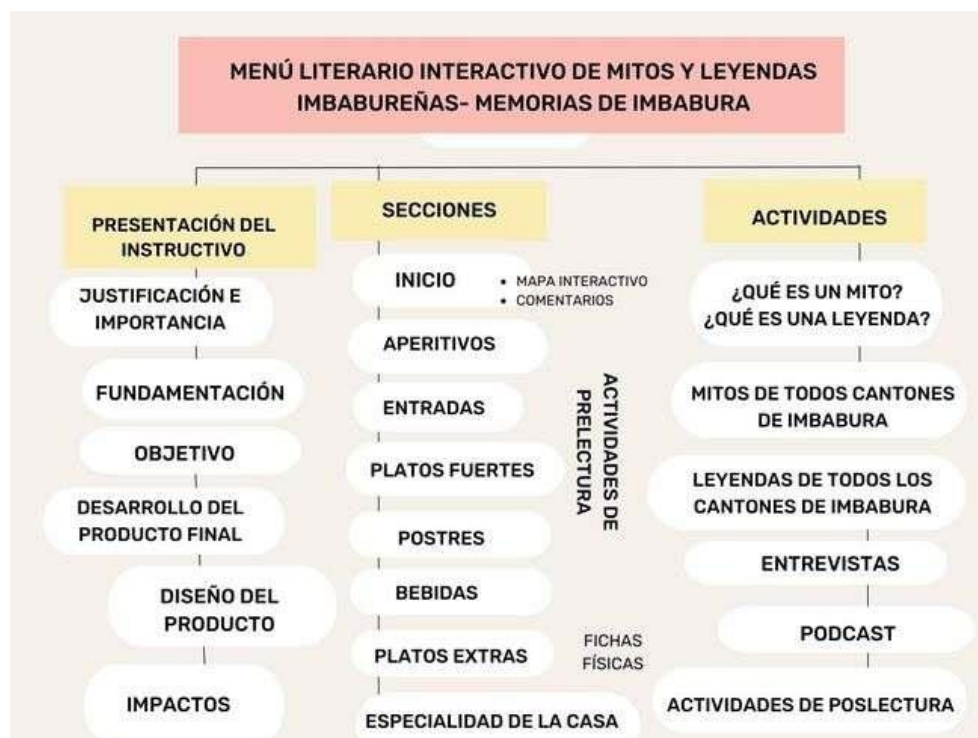 MENÚ LITERARIO INTERACTIVO DE MITOS Y LEYENDAS
IMBABUREÑAS- MEMORIAS DE IMBABURA
PRESENTACIÓN DEL
INSTRUCTIVO
JUSTIFICACIÓN E
IMPORTANCIA
FUNDAMENTACIÓN
OBJETIVO
DESARROLLO DEL
PRODUCTO FINAL
DISEÑO DEL
PRODUCTO
IMPACTOS
SECCIONES
INICIO
• MAPA INTERACTIVO
• COMENTARIOS
APERITIVOS
ENTRADAS
PLATOS FUERTES
POSTRES
BEBIDAS
PLATOS EXTRAS
ESPECIALIDAD DE LA CASA
ACTIVIDADES DE
PRELECTURA
FICHAS
FÍSICAS
ACTIVIDADES
¿QUÉ ES UN MITO?
¿QUÉ ES UNA LEYENDA?
MITOS DE TODOS CANTONES
DE IMBABURA
LEYENDAS DE TODOS LOS
CANTONES DE IMBABURA
ENTREVISTAS
PODCAST
ACTIVIDADES DE POSLECTURA